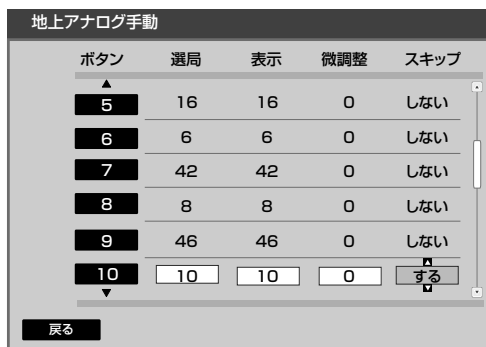 地上アナログ手動
ボタン 選局 表示 微調整 スキップ
5 16 16 0 しない
6 6 6 0 しない
7 42 42 0 しない
8 8 8 0 しない
9 46 46 0 しない
10 10 10 0 する
戻る